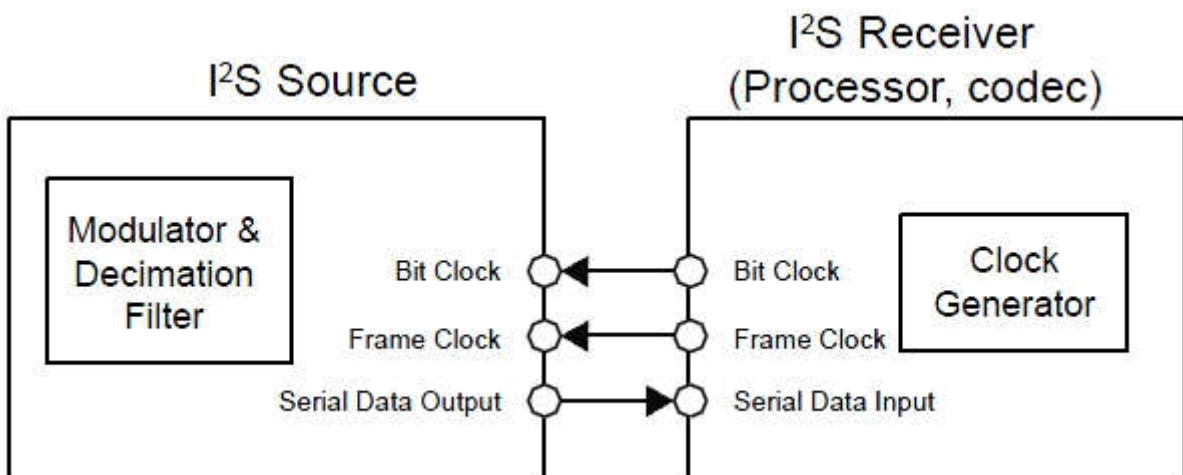 I²S Source
I²S Receiver
(Processor, codec)
Modulator &
Decimation
Filter
Bit Clock
Frame Clock
Serial Data Output
Bit Clock
Frame Clock
Serial Data Input
Clock
Generator